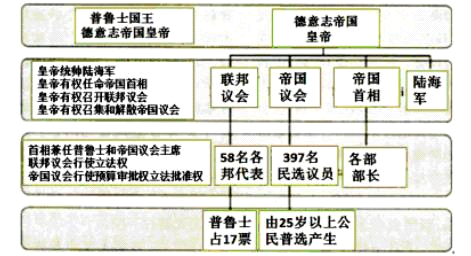 普鲁士国王
德意志帝国皇帝
德意志帝国
皇帝
皇帝统帅陆海军
皇帝有权任命帝国首相
皇帝有权召开联邦议会
皇帝有权召集和解散帝国议会
联邦
议会
帝国
议会
帝国
首相
陆海
军
首相兼任普鲁士和帝国议会主席
联邦议会行使立法权
帝国议会行使预算审批权立法批准权
58名各
邦代表
397名
民选议员
各部
部长
普鲁士
占17票
由25岁以上公
民普选产生